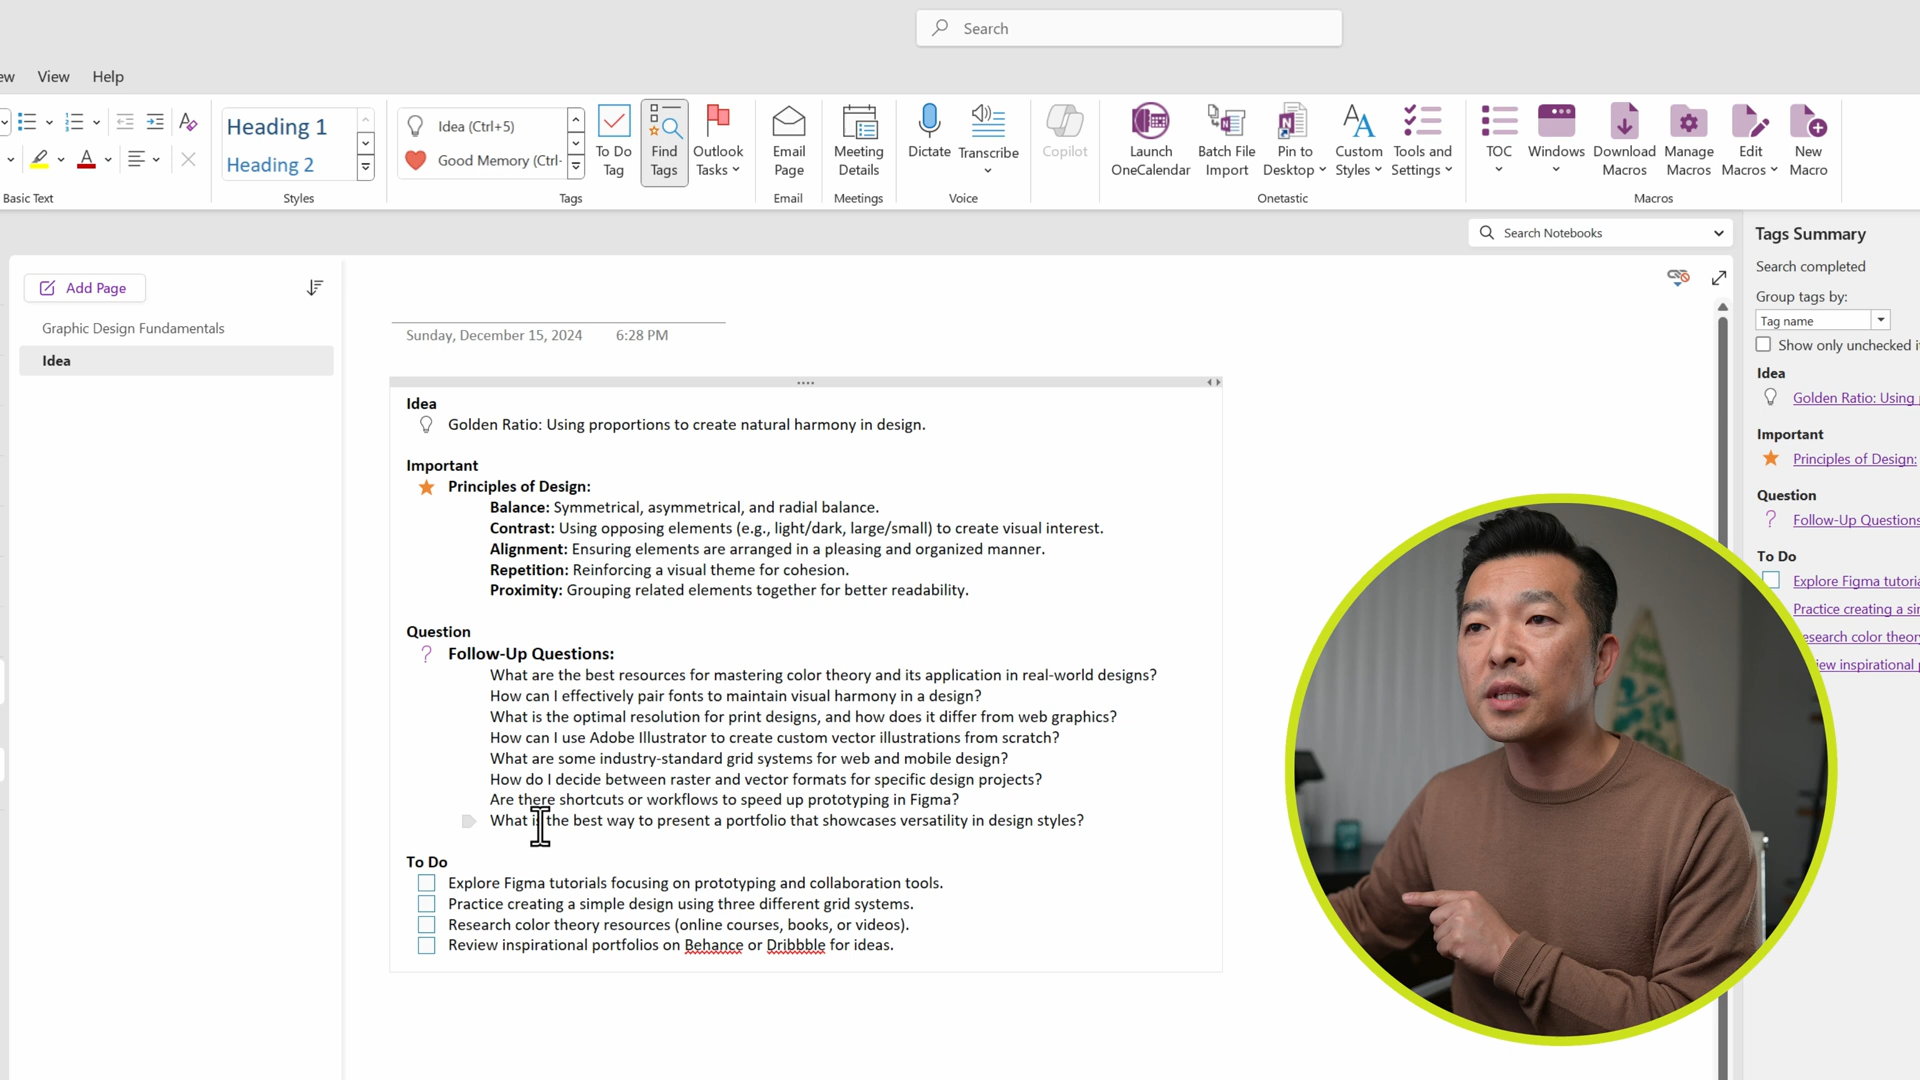 Search
ew View Help
Heading 1
Heading 2
Idea (Ctrl+5)
Good Memory (Ctrl-
To Do Tag
Find Tags
Outlook Tasks
Email Page
Meeting Details
Dictate
Transcribe
Copilot
Launch OneCalendar
Batch File Import
Pin to Desktop
Custom Styles
Tools and Settings
TOC
Windows
Download Macros
Manage Macros
Edit Macros
New Macro
Basic Text
Styles
Tags
Email
Meetings
Voice
Onetastic
Macros
Search Notebooks
Add Page
Graphic Design Fundamentals
Idea
Sunday, December 15, 2024 6:28 PM
Idea
Golden Ratio: Using proportions to create natural harmony in design.
Important
Principles of Design:
Balance: Symmetrical, asymmetrical, and radial balance.
Contrast: Using opposing elements (e.g., light/dark, large/small) to create visual interest.
Alignment: Ensuring elements are arranged in a pleasing and organized manner.
Repetition: Reinforcing a visual theme for cohesion.
Proximity: Grouping related elements together for better readability.
Question
Follow-Up Questions:
What are the best resources for mastering color theory and its application in real-world designs?
How can I effectively pair fonts to maintain visual harmony in a design?
What is the optimal resolution for print designs, and how does it differ from web graphics?
How can I use Adobe Illustrator to create custom vector illustrations from scratch?
What are some industry-standard grid systems for web and mobile design?
How do I decide between raster and vector formats for specific design projects?
Are there shortcuts or workflows to speed up prototyping in Figma?
What is the best way to present a portfolio that showcases versatility in design styles?
To Do
Explore Figma tutorials focusing on prototyping and collaboration tools.
Practice creating a simple design using three different grid systems.
Research color theory resources (online courses, books, or videos).
Review inspirational portfolios on Behance or Dribbble for ideas.
Tags Summary
Search completed
Group tags by:
Tag name
Show only unchecked i
Idea
Golden Ratio: Using
Important
Principles of Design:
Question
Follow-Up Questions
To Do
Explore Figma tutoria
Practice creating a si
esearch color theory
iew inspirational